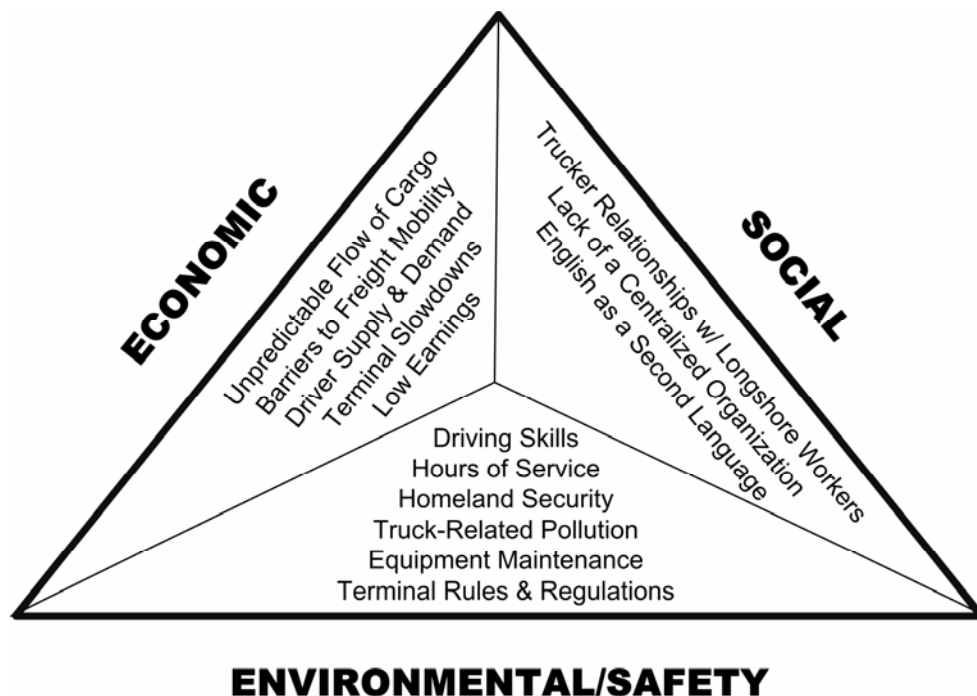 ECONOMIC
Unpredictable Flow of Cargo
Barriers to Freight Mobility
Driver Supply & Demand
Terminal Slowdowns
Low Earnings
SOCIAL
Trucker Relationships w/ Longshore Workers
Lack of a Centralized Organization
English as a Second Language
Driving Skills
Hours of Service
Homeland Security
Truck-Related Pollution
Equipment Maintenance
Terminal Rules & Regulations
ENVIRONMENTAL/SAFETY